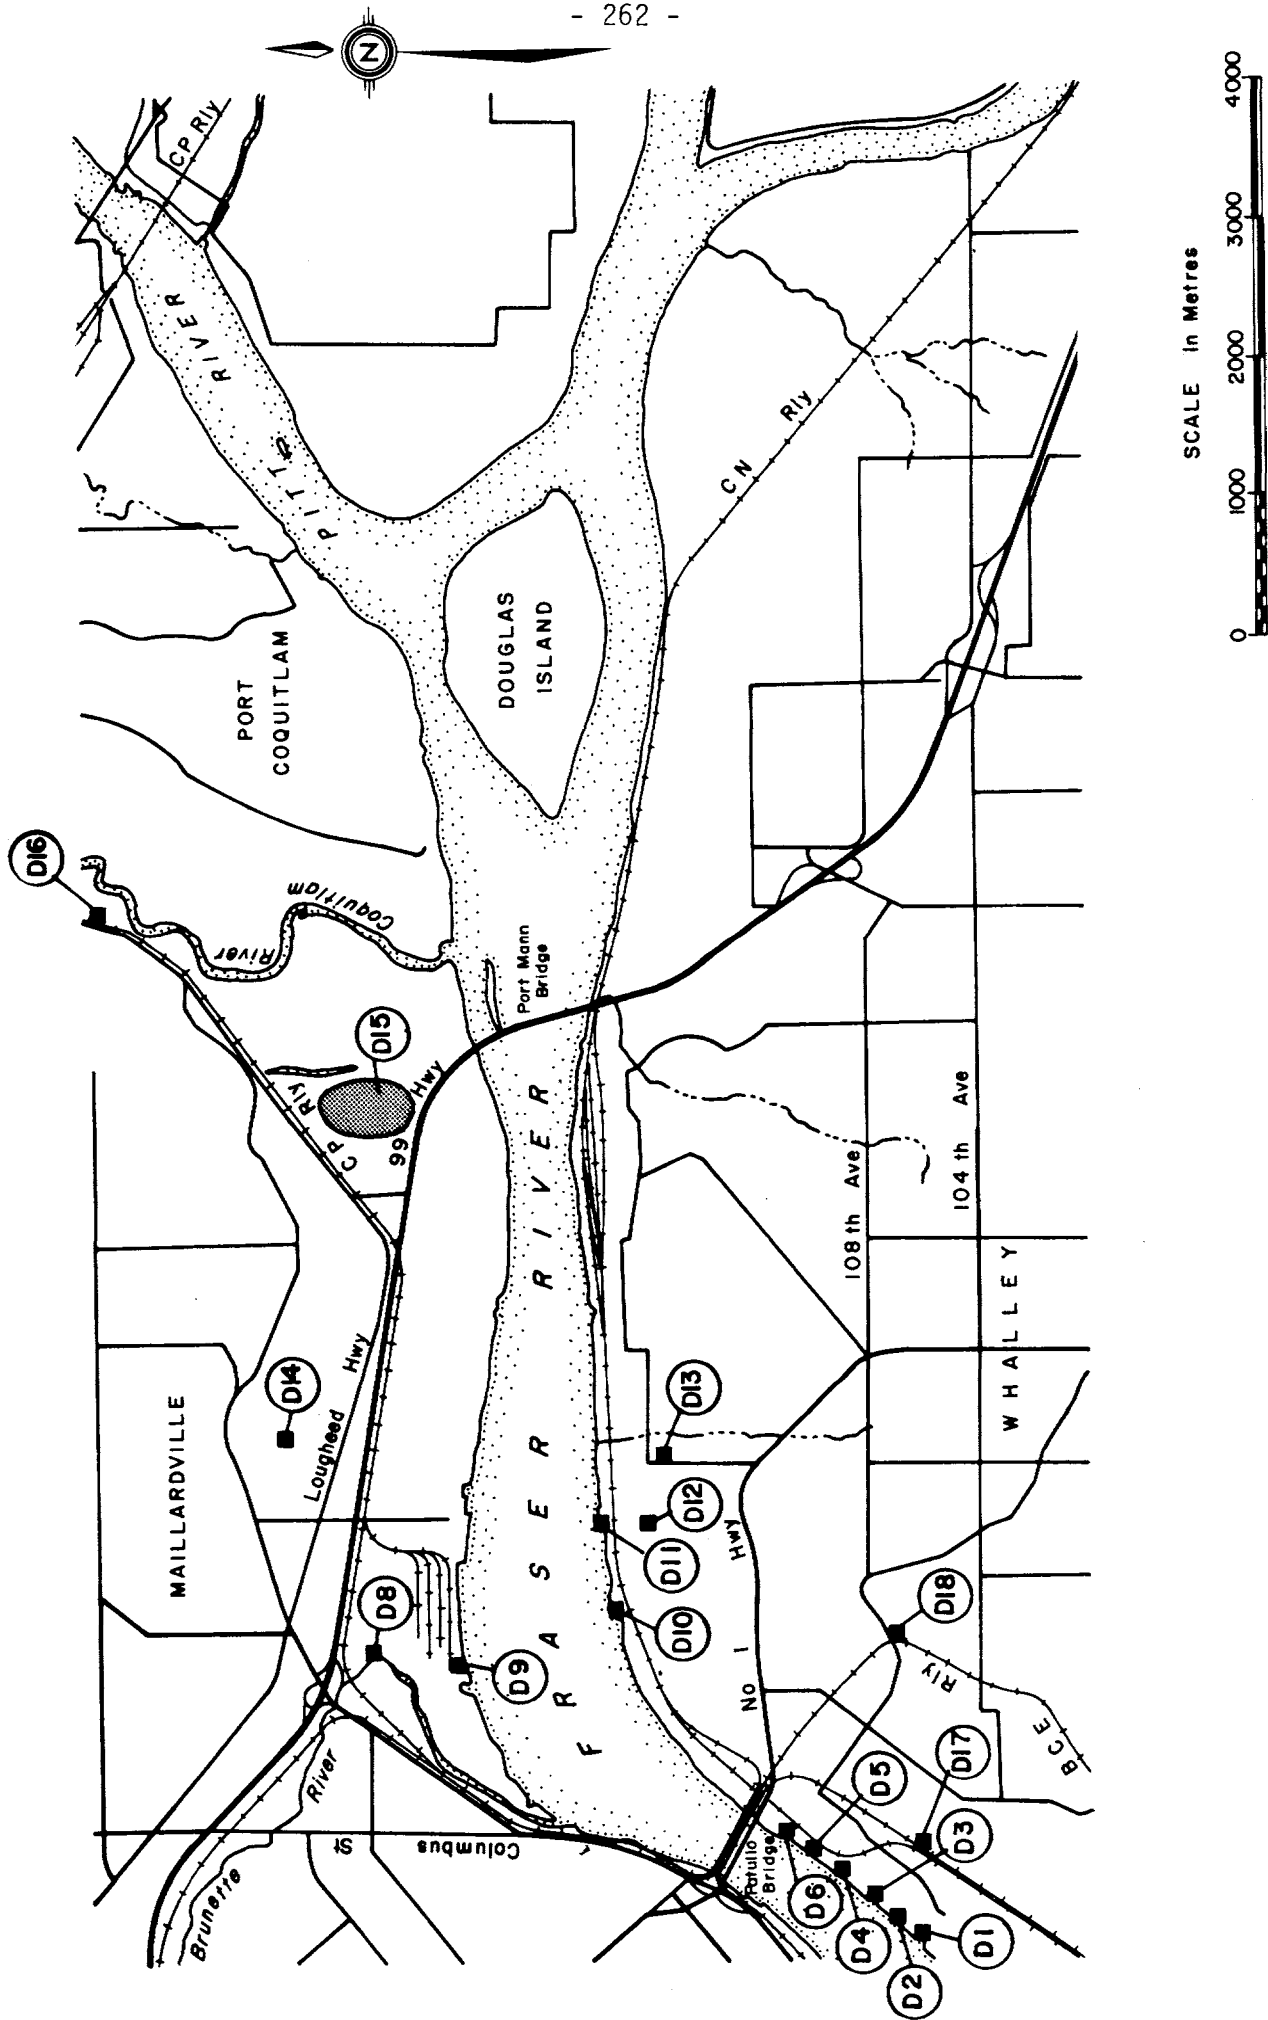 - 262 -
N
CP Rly
PITT RIVER
PORT
COQUITLAM
DOUGLAS
ISLAND
CN Rly
D16
Coquitlam
River
Port Mann
Bridge
D15
CP Rly
99 Hwy
FRASER RIVER
108th Ave
104th Ave
WHALLEY
MAILLARDVILLE
D14
Lougheed Hwy
D13
D12
D11
D10
No 1 Hwy
D8
D9
D18
BCE Rly
Brunette River
Columbus St
Patullo
Bridge
D5
D17
D3
D6
D4
D1
D2
SCALE in Metres
0 1000 2000 3000 4000